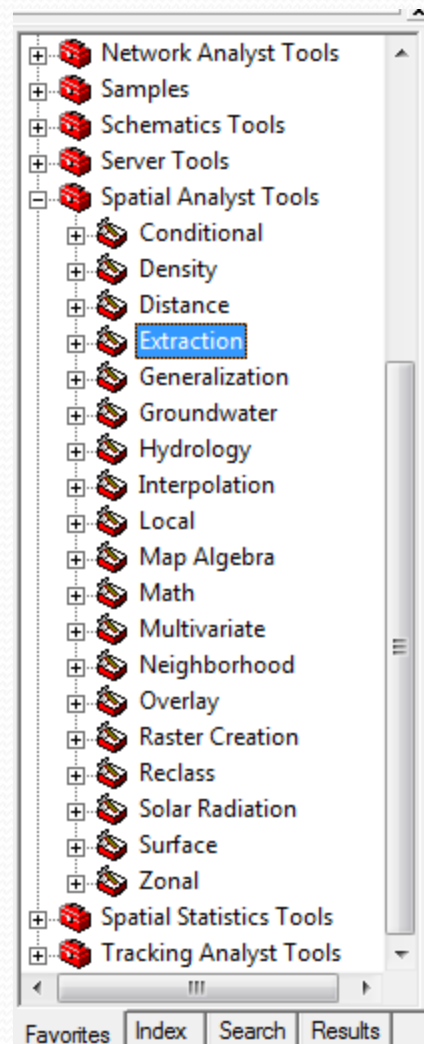 Network Analyst Tools
Samples
Schematics Tools
Server Tools
Spatial Analyst Tools
Conditional
Density
Distance
Extraction
Generalization
Groundwater
Hydrology
Interpolation
Local
Map Algebra
Math
Multivariate
Neighborhood
Overlay
Raster Creation
Reclass
Solar Radiation
Surface
Zonal
Spatial Statistics Tools
Tracking Analyst Tools
Favorites Index Search Results